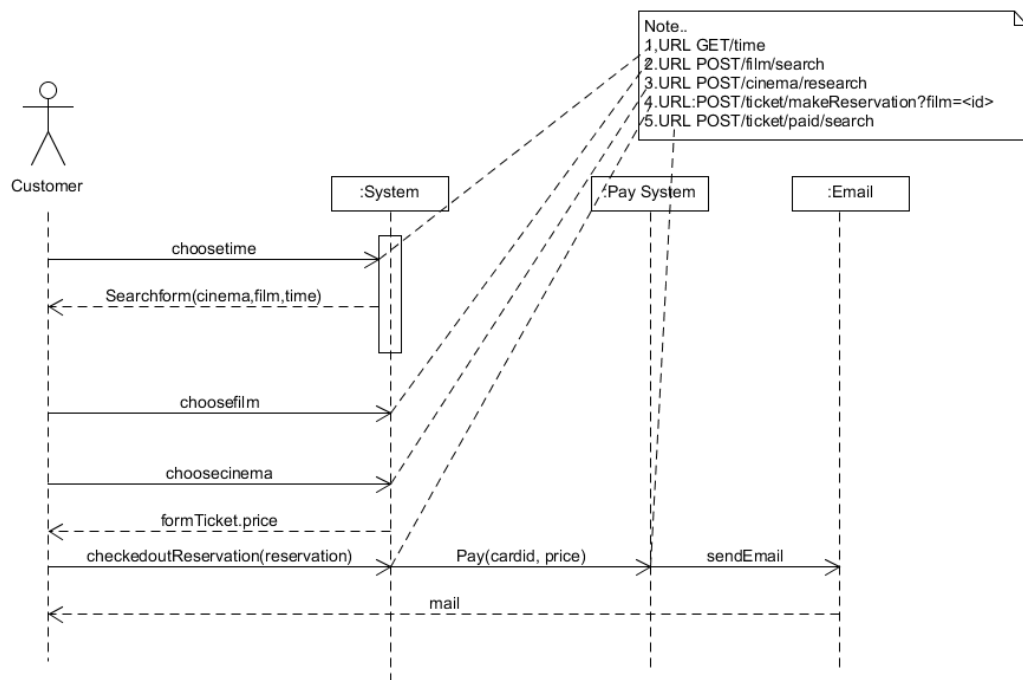 Note..
1,URL GET/time
2.URL POST/film/search
3.URL POST/cinema/research
4.URL:POST/ticket/makeReservation?film=<id>
5.URL POST/ticket/paid/search
Customer
:System
:Pay System
:Email
choosetime
Searchform(cinema,film,time)
choosefilm
choosecinema
formTicket.price
checkedoutReservation(reservation)
Pay(cardid, price)
sendEmail
mail